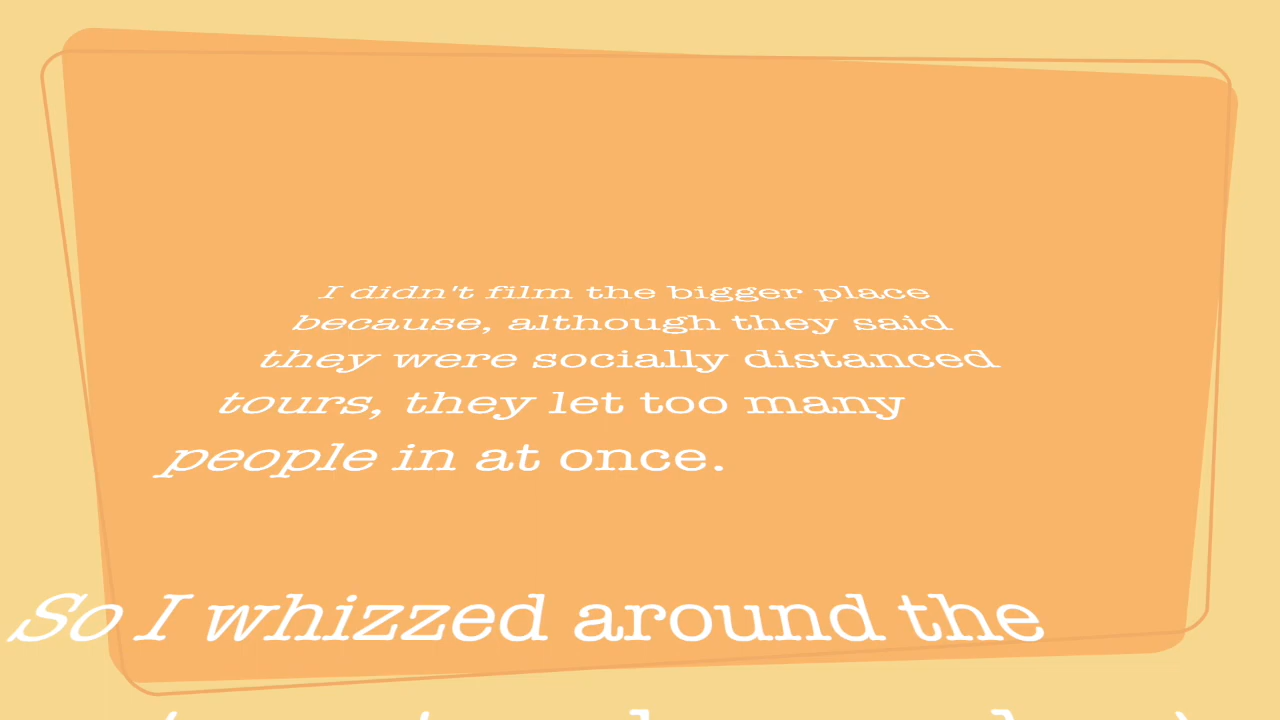 I didn't film the bigger place
because, although they said
they were socially distanced
tours, they let too many
people in at once.
So I whizzed around the